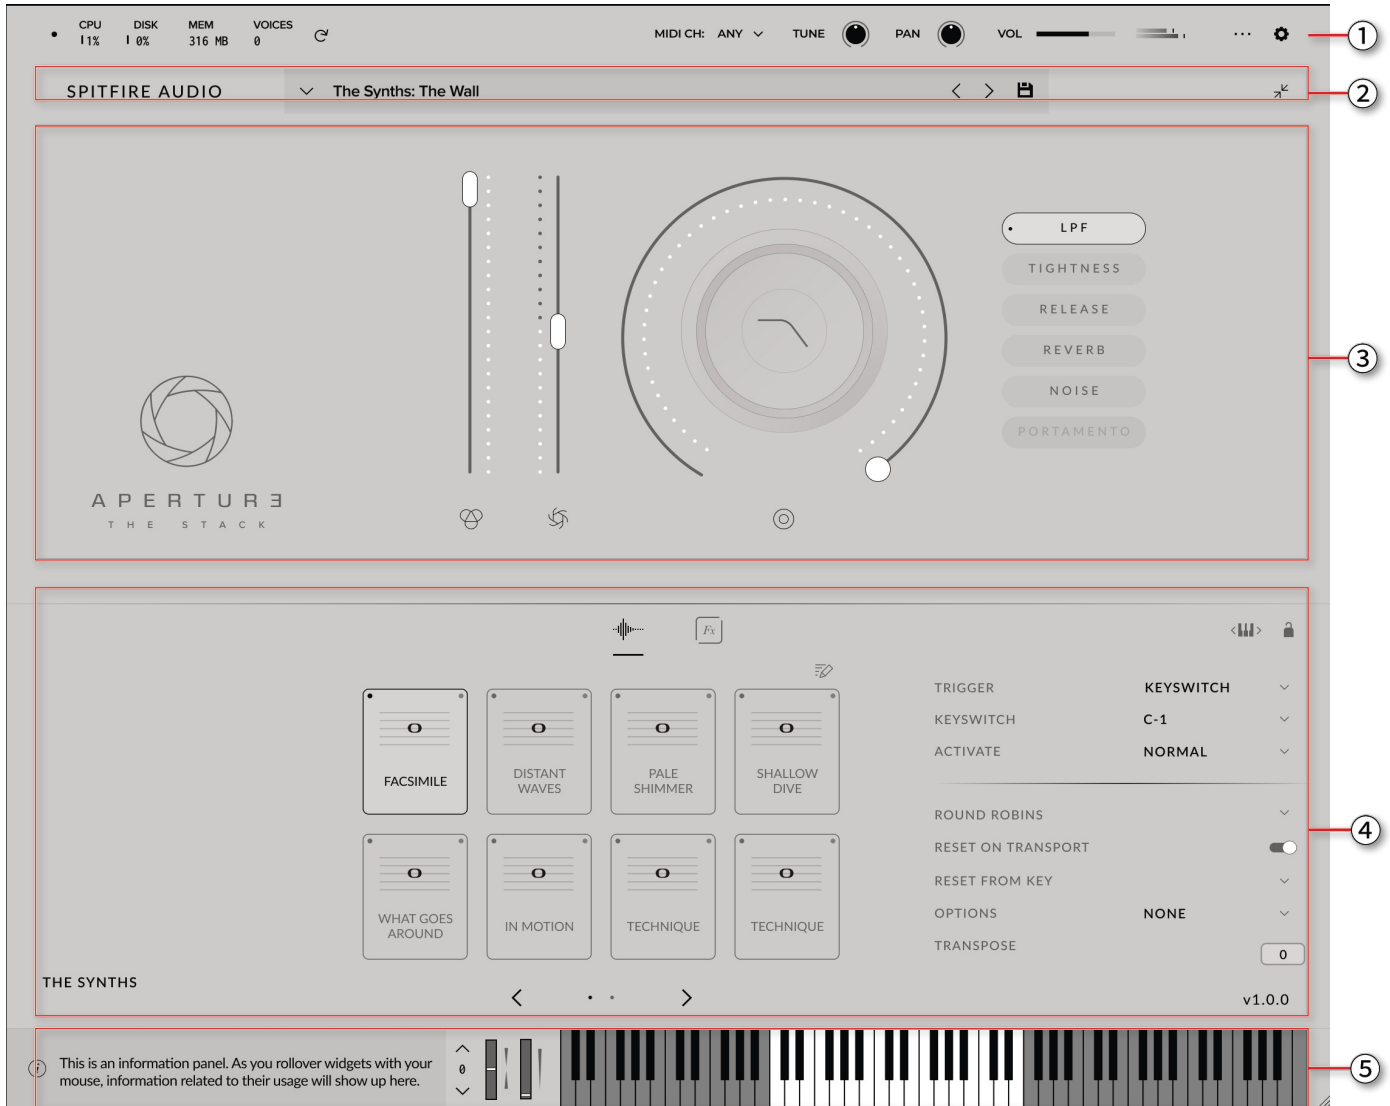 CPU DISK MEM VOICES
1% 0% 316 MB 0
MIDI CH: ANY TUNE PAN VOL
1
SPITFIRE AUDIO The Synths: The Wall
2
LPF
TIGHTNESS
RELEASE
REVERB
NOISE
PORTAMENTO
3
APERTURƎ
THE STACK
Fx
TRIGGER KEYSWITCH
KEYSWITCH C-1
ACTIVATE NORMAL
FACSIMILE
DISTANT
WAVES
PALE
SHIMMER
SHALLOW
DIVE
ROUND ROBINS
RESET ON TRANSPORT
RESET FROM KEY
OPTIONS NONE
TRANSPOSE 0
4
WHAT GOES
AROUND
IN MOTION
TECHNIQUE
TECHNIQUE
THE SYNTHS
v1.0.0
This is an information panel. As you rollover widgets with your
mouse, information related to their usage will show up here.
0
5